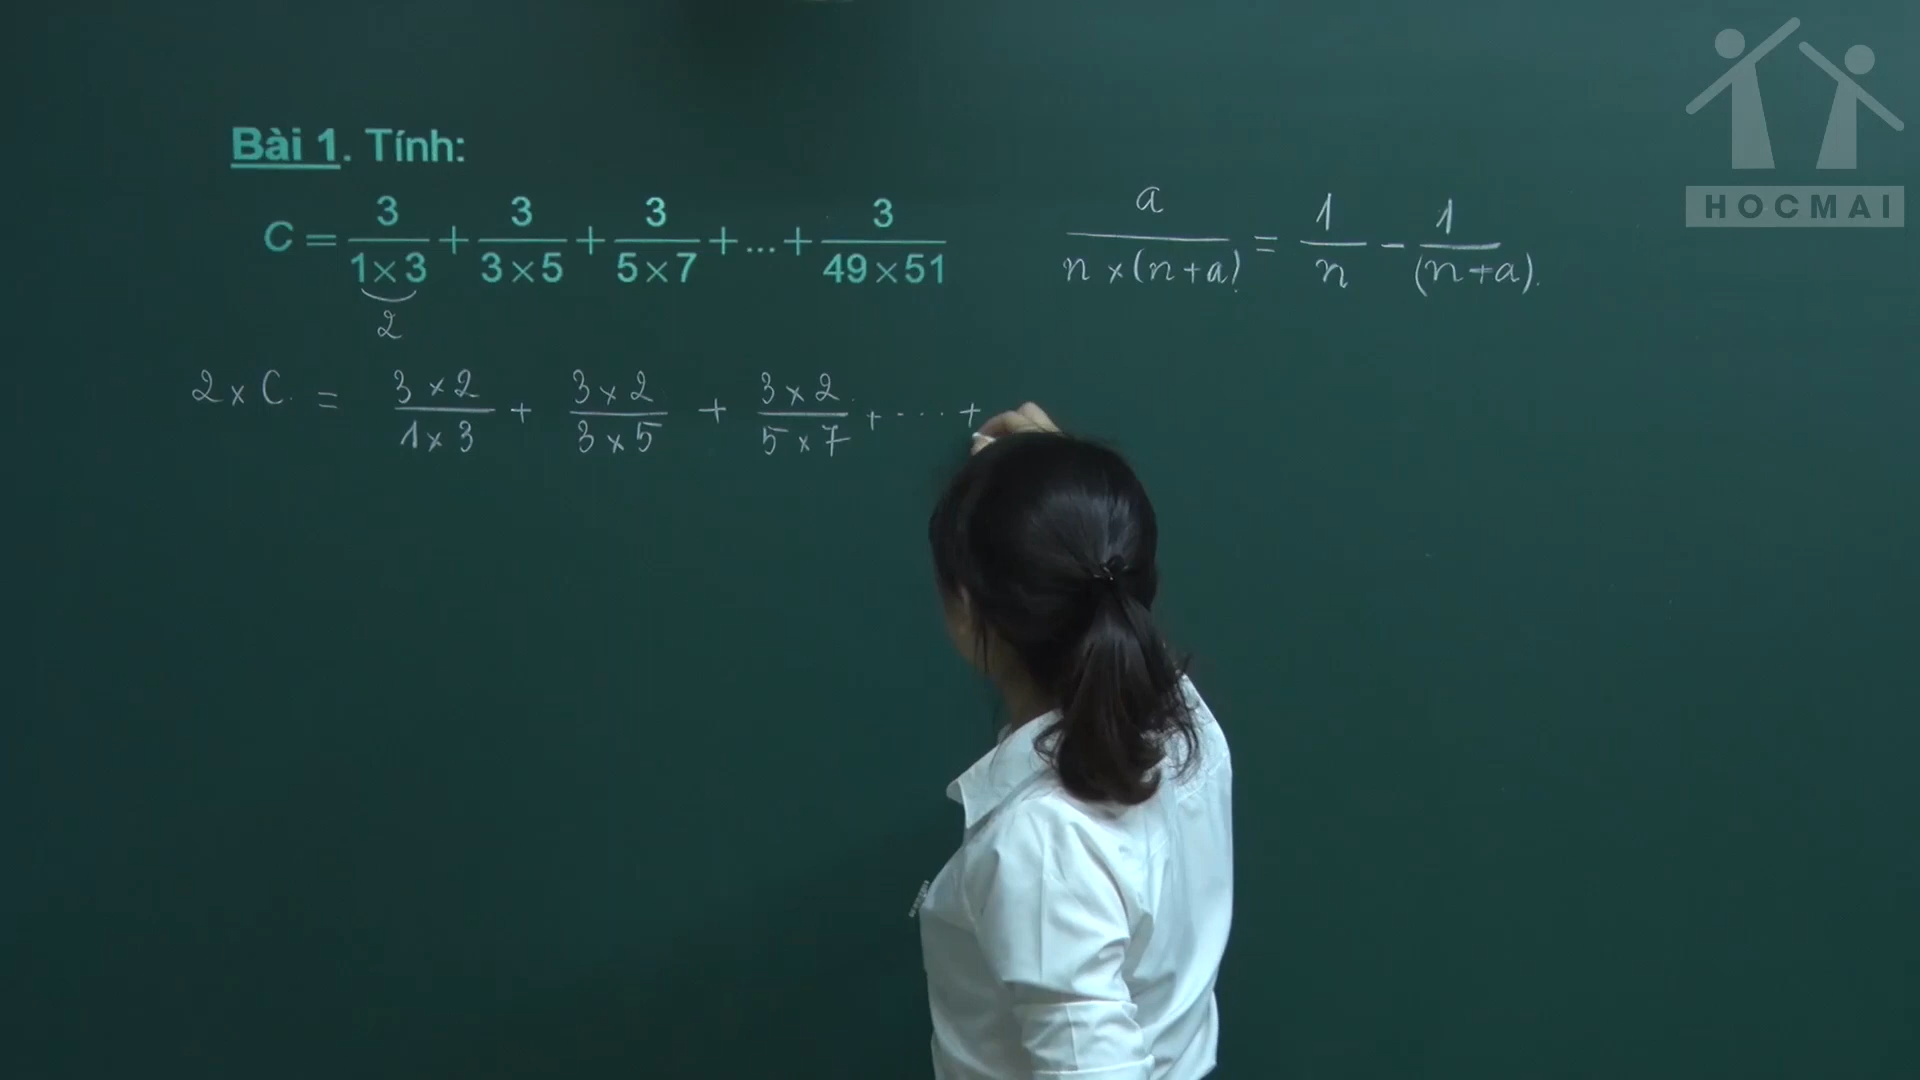 HOCMAI
Bài 1. Tính:
C = 3/(1×3) + 3/(3×5) + 3/(5×7) + ... + 3/(49×51)
2
a/(n×(n+a)) = 1/n - 1/(n+a).
2×C = (3×2)/(1×3) + (3×2)/(3×5) + (3×2)/(5×7) + ..... +